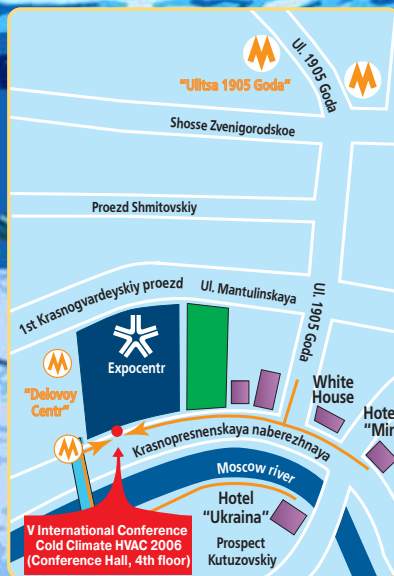 Ul. 1905 Goda
"Ulitsa 1905 Goda"
Shosse Zvenigorodskoe
Proezd Shmitovskiy
1st Krasnogvardeyskiy proezd
Ul. Mantulinskaya
Ul. 1905 Goda
Expocentr
"Delovoy
Centr"
White
House
Hotel
"Mir
Krasnopresnenskaya naberezhnaya
Moscow river
Hotel
"Ukraina"
Prospect
Kutuzovskiy
V International Conference
Cold Climate HVAC 2006
(Conference Hall, 4th floor)